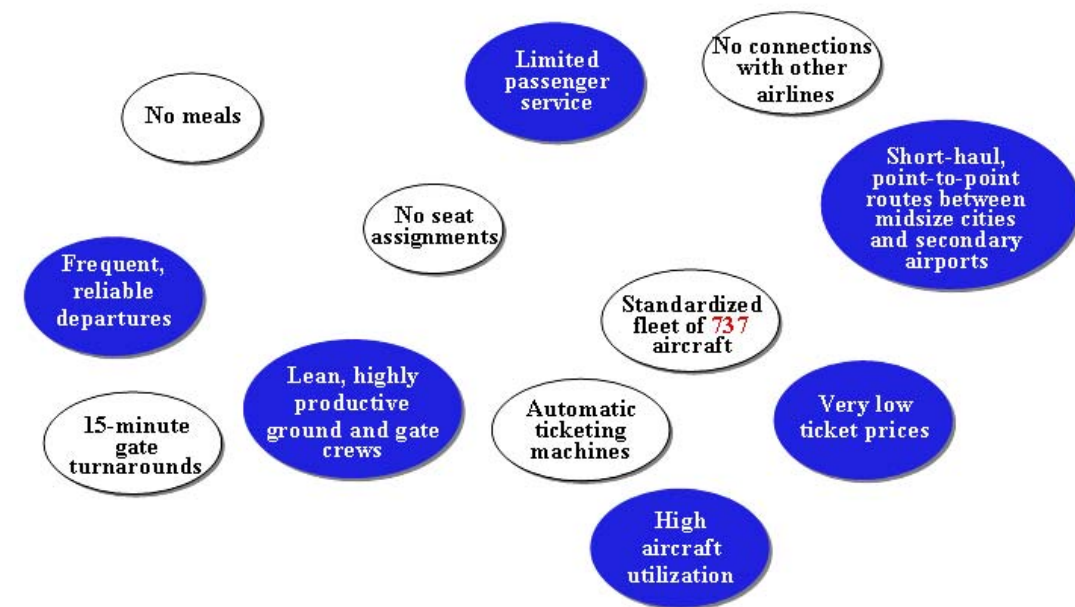 No connections
with other
airlines
Limited
passenger
service
No meals
Short-haul,
point-to-point
routes between
midsize cities
and secondary
airports
No seat
assignments
Frequent,
reliable
departures
Standardized
fleet of 737
aircraft
Lean, highly
productive
ground and gate
crews
Automatic
ticketing
machines
Very low
ticket prices
15-minute
gate
turnarounds
High
aircraft
utilization